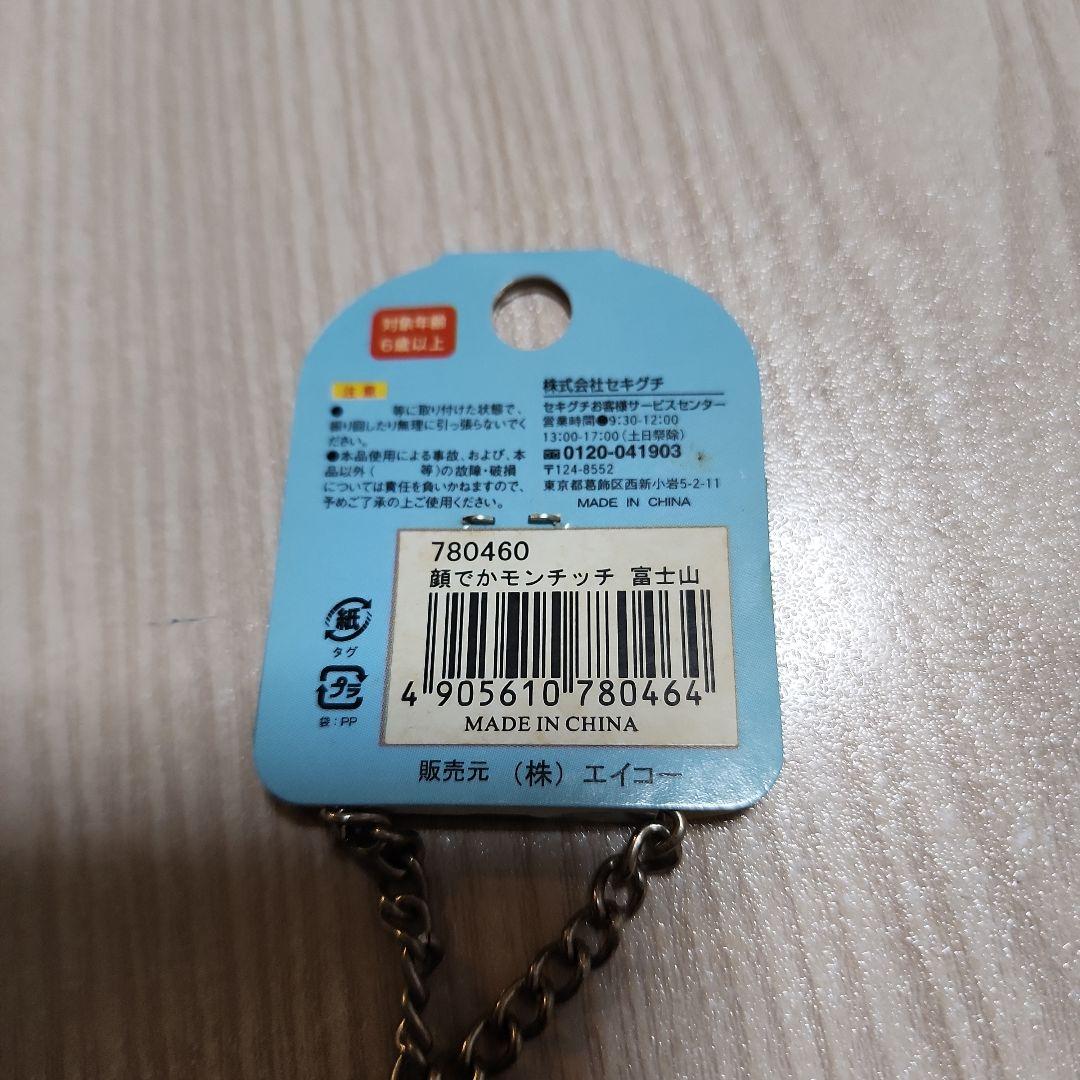 対象年齢
6歳以上
注意
● 等に取り付けた状態で、
振り回したり無理に引っ張らないでく
ださい。
●本品使用による事故、および、本
品以外( 等)の故障・破損
については責任を負いかねますので、
予めご了承の上ご使用ください。
株式会社セキグチ
セキグチお客様サービスセンター
営業時間●9:30-12:00
13:00-17:00(土日祭除)
0120-041903
〒124-8552
東京都葛飾区西新小岩5-2-11
MADE IN CHINA
780460
顔でかモンチッチ 富士山
4 905610 780464
MADE IN CHINA
紙
タグ
プラ
袋:PP
販売元 (株) エイコー